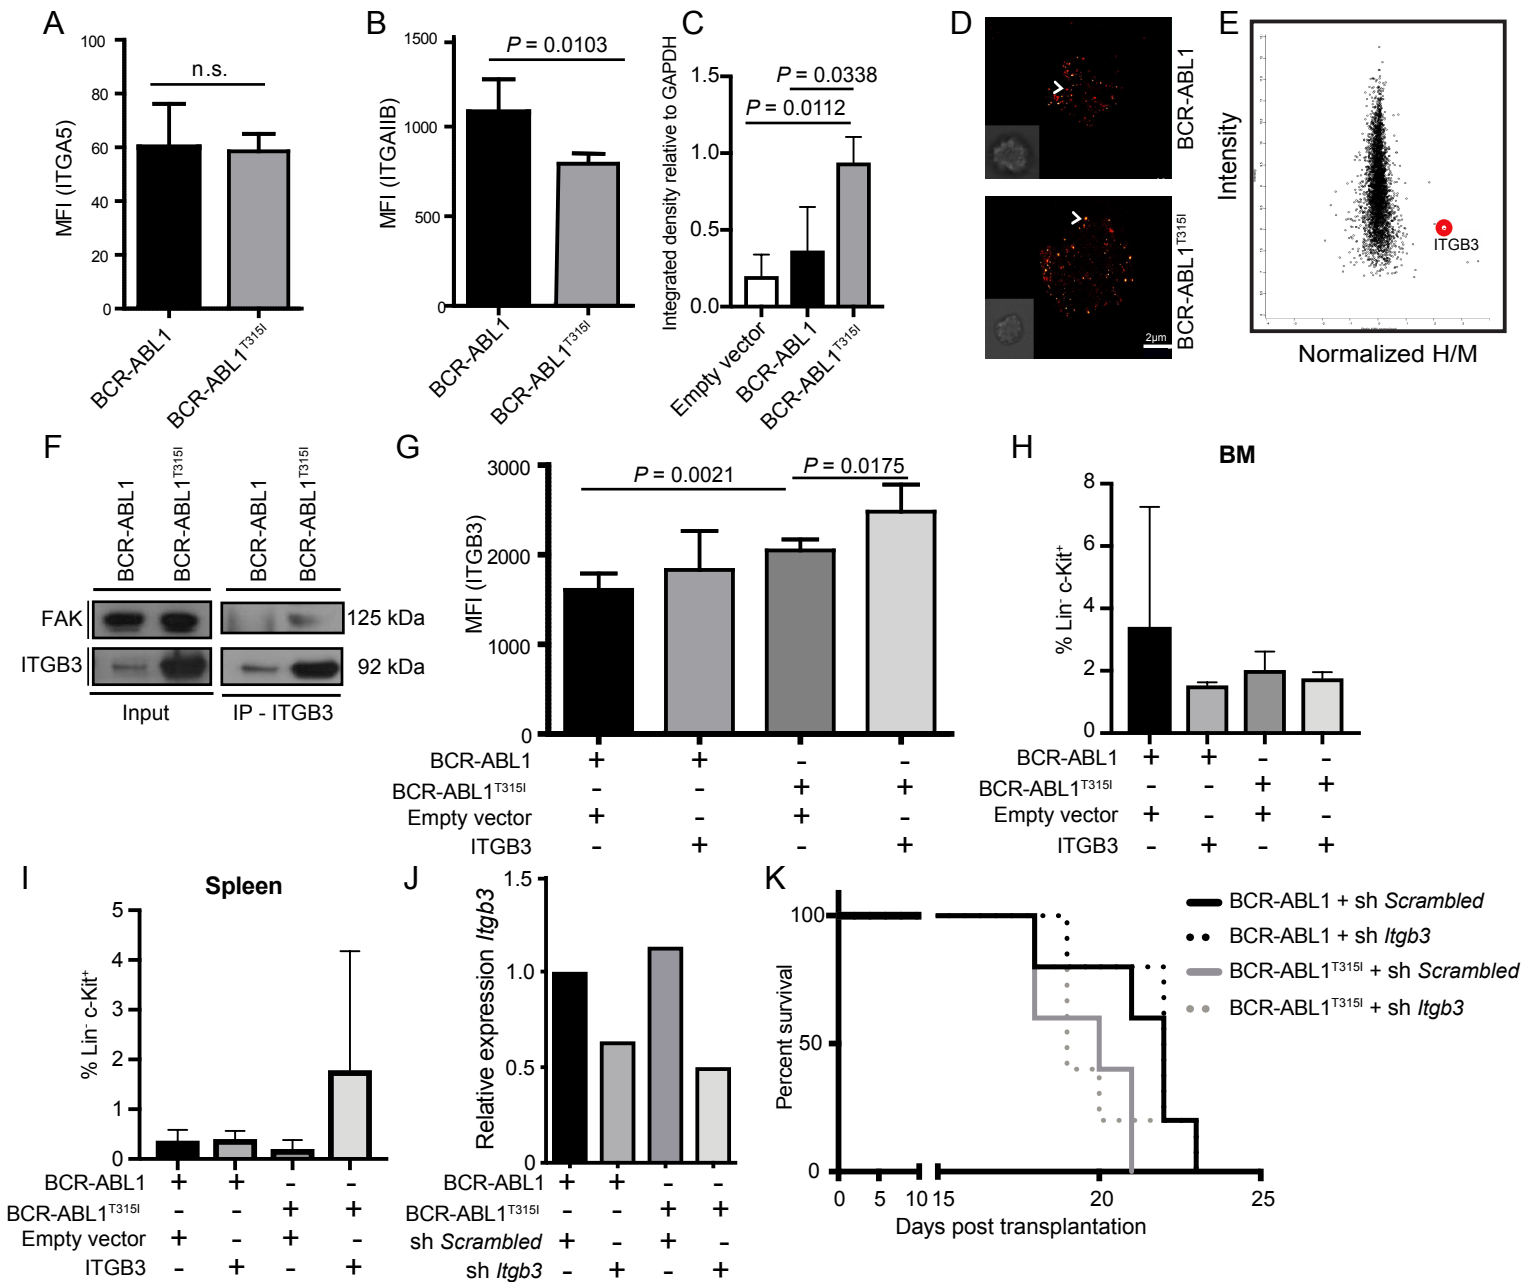 A
100
80
60
40
20
0
MFI (ITGA5)
n.s.
BCR-ABL1
BCR-ABL1T315I
B
1500
1000
500
0
MFI (ITGAIIB)
P = 0.0103
BCR-ABL1
BCR-ABL1T315I
C
1.5
1.0
0.5
0.0
Integrated density relative to GAPDH
P = 0.0338
P = 0.0112
Empty vector
BCR-ABL1
BCR-ABL1T315I
D
BCR-ABL1
BCR-ABL1T315I
2µm
E
Intensity
ITGB3
Normalized H/M
F
BCR-ABL1
BCR-ABL1T315I
BCR-ABL1
BCR-ABL1T315I
FAK
125 kDa
ITGB3
92 kDa
Input
IP - ITGB3
G
3000
2000
1000
0
MFI (ITGB3)
P = 0.0021
P = 0.0175
BCR-ABL1 + + - -
BCR-ABL1T315I - - + +
Empty vector + - + -
ITGB3 - + - +
H
BM
8
6
4
2
0
% Lin- c-Kit+
BCR-ABL1 + + - -
BCR-ABL1T315I - - + +
Empty vector + - + -
ITGB3 - + - +
I
Spleen
5
4
3
2
1
0
% Lin- c-Kit+
BCR-ABL1 + + - -
BCR-ABL1T315I - - + +
Empty vector + - + -
ITGB3 - + - +
J
1.5
1.0
0.5
0
Relative expression Itgb3
BCR-ABL1 + + - -
BCR-ABL1T315I - - + +
sh Scrambled + - + -
sh Itgb3 - + - +
K
100
50
0
Percent survival
0 5 10 15 20 25
Days post transplantation
BCR-ABL1 + sh Scrambled
BCR-ABL1 + sh Itgb3
BCR-ABL1T315I + sh Scrambled
BCR-ABL1T315I + sh Itgb3